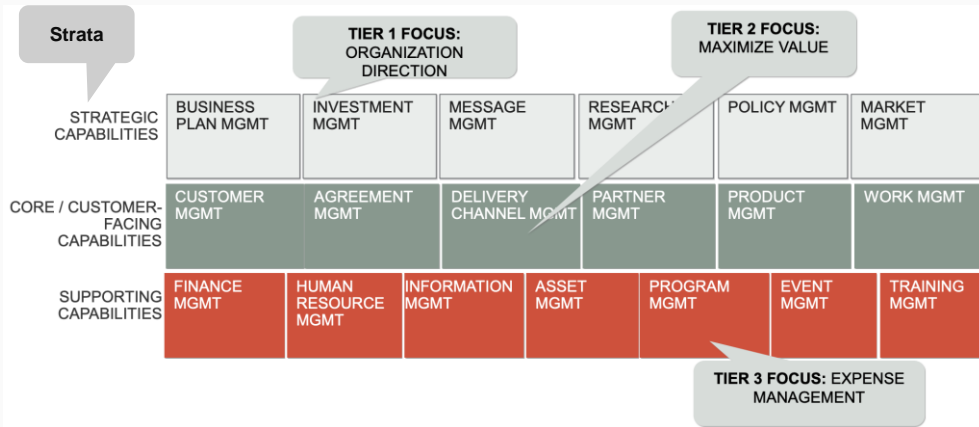 Strata
TIER 1 FOCUS:
ORGANIZATION
DIRECTION
TIER 2 FOCUS:
MAXIMIZE VALUE
STRATEGIC
CAPABILITIES
BUSINESS
PLAN MGMT
INVESTMENT
MGMT
MESSAGE
MGMT
RESEARCH
MGMT
POLICY MGMT
MARKET
MGMT
CORE / CUSTOMER-
FACING
CAPABILITIES
CUSTOMER
MGMT
AGREEMENT
MGMT
DELIVERY
CHANNEL MGMT
PARTNER
MGMT
PRODUCT
MGMT
WORK MGMT
SUPPORTING
CAPABILITIES
FINANCE
MGMT
HUMAN
RESOURCE
MGMT
INFORMATION
MGMT
ASSET
MGMT
PROGRAM
MGMT
EVENT
MGMT
TRAINING
MGMT
TIER 3 FOCUS: EXPENSE
MANAGEMENT